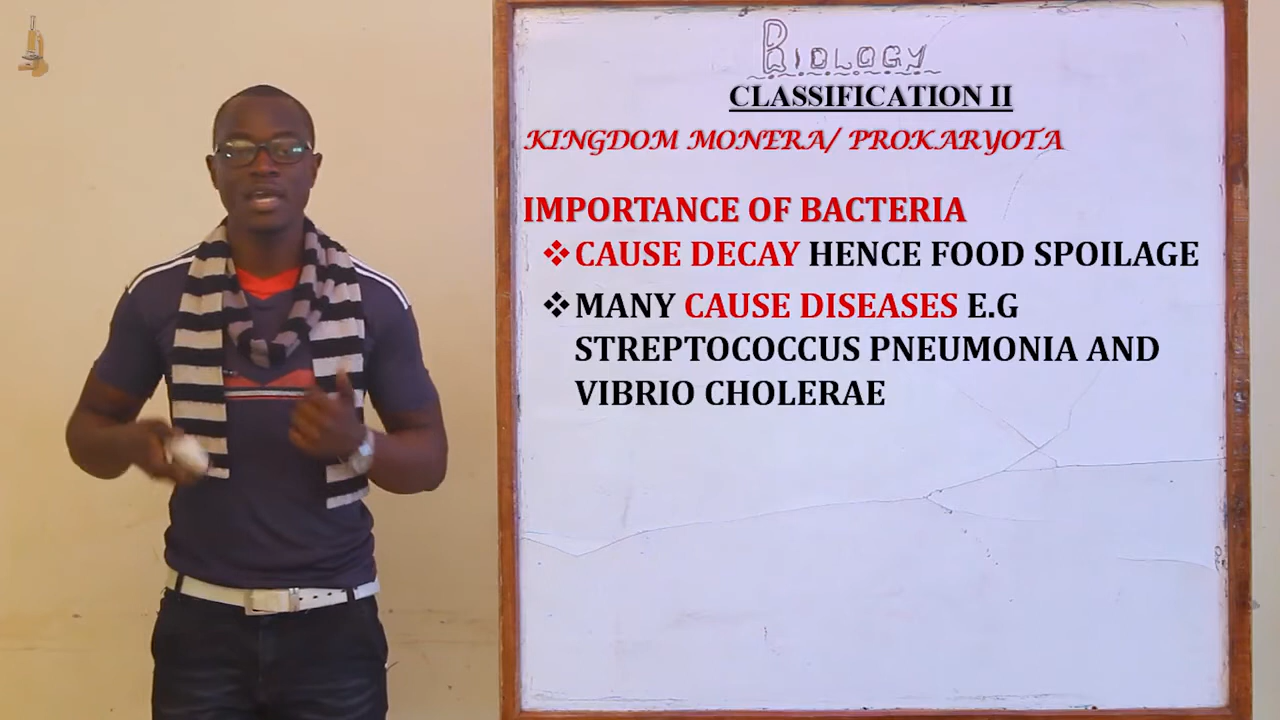 BIOLOGY
CLASSIFICATION II
KINGDOM MONERA/ PROKARYOTA
IMPORTANCE OF BACTERIA
❖CAUSE DECAY HENCE FOOD SPOILAGE
❖MANY CAUSE DISEASES E.G
STREPTOCOCCUS PNEUMONIA AND
VIBRIO CHOLERAE